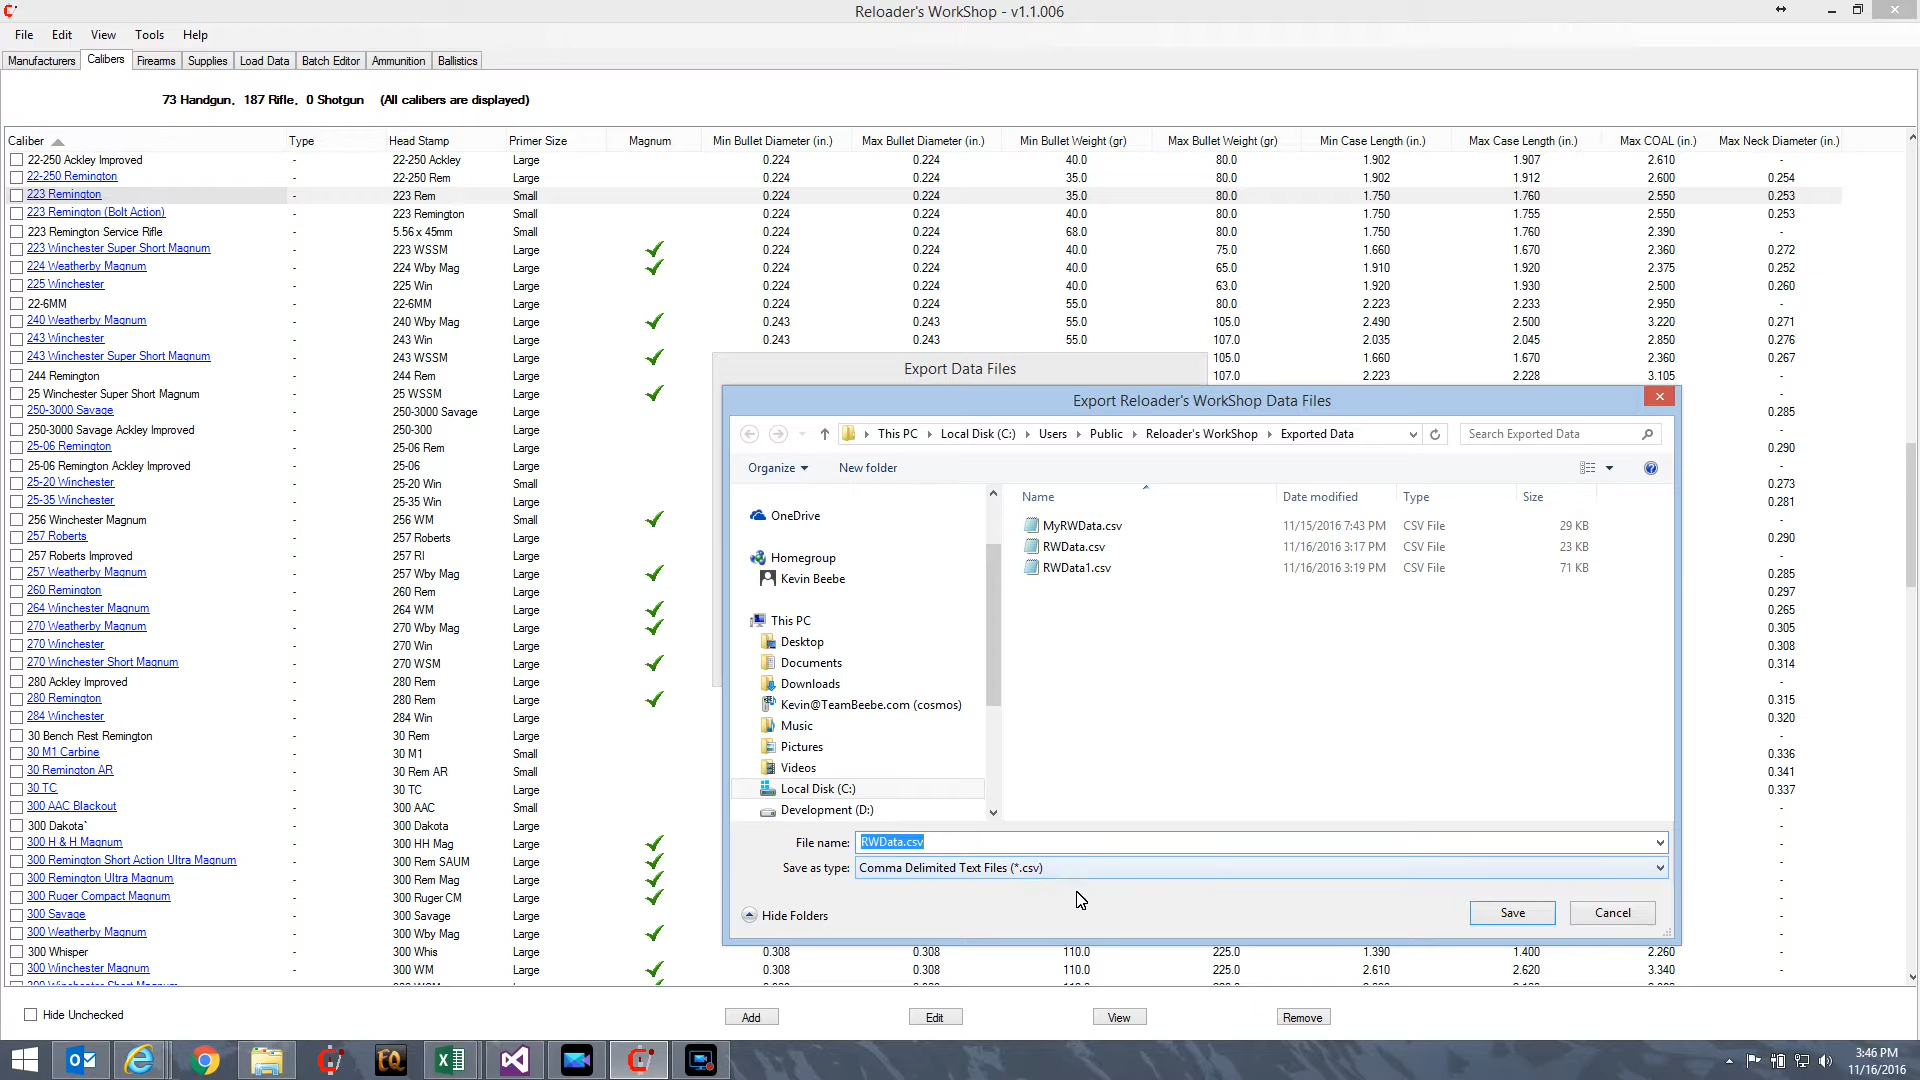 Reloader's WorkShop - v1.1.006
File Edit View Tools Help
Manufacturers Calibers Firearms Supplies Load Data Batch Editor Ammunition Ballistics
73 Handgun, 187 Rifle, 0 Shotgun (All calibers are displayed)
Caliber Type Head Stamp Primer Size Magnum Min Bullet Diameter (in.) Max Bullet Diameter (in.) Min Bullet Weight (gr) Max Bullet Weight (gr) Min Case Length (in.) Max Case Length (in.) Max COAL (in.) Max Neck Diameter (in.)
22-250 Ackley Improved - 22-250 Ackley Large 0.224 0.224 40.0 80.0 1.902 1.907 2.610 -
22-250 Remington - 22-250 Rem Large 0.224 0.224 35.0 80.0 1.902 1.912 2.600 0.254
223 Remington - 223 Rem Small 0.224 0.224 35.0 80.0 1.750 1.760 2.550 0.253
223 Remington (Bolt Action) - 223 Remington Small 0.224 0.224 40.0 80.0 1.750 1.755 2.550 0.253
223 Remington Service Rifle - 5.56 x 45mm Small 0.224 0.224 68.0 80.0 1.750 1.760 2.390 -
223 Winchester Super Short Magnum - 223 WSSM Large 0.224 0.224 40.0 75.0 1.660 1.670 2.360 0.272
224 Weatherby Magnum - 224 Wby Mag Large 0.224 0.224 40.0 65.0 1.910 1.920 2.375 0.252
225 Winchester - 225 Win Large 0.224 0.224 40.0 63.0 1.920 1.930 2.500 0.260
22-6MM - 22-6MM Large 0.224 0.224 55.0 80.0 2.223 2.233 2.950 -
240 Weatherby Magnum - 240 Wby Mag Large 0.243 0.243 55.0 105.0 2.490 2.500 3.220 0.271
243 Winchester - 243 Win Large 0.243 0.243 55.0 107.0 2.035 2.045 2.850 0.276
243 Winchester Super Short Magnum - 243 WSSM Large 105.0 1.660 1.670 2.360 0.267
244 Remington - 244 Rem Large 107.0 2.223 2.228 3.105 -
25 Winchester Super Short Magnum - 25 WSSM Large -
250-3000 Savage - 250-3000 Savage Large 0.285
250-3000 Savage Ackley Improved - 250-300 Large -
25-06 Remington - 25-06 Rem Large 0.290
25-06 Remington Ackley Improved - 25-06 Large -
25-20 Winchester - 25-20 Win Small 0.273
25-35 Winchester - 25-35 Win Large 0.281
256 Winchester Magnum - 256 WM Small -
257 Roberts - 257 Roberts Large 0.290
257 Roberts Improved - 257 RI Large -
257 Weatherby Magnum - 257 Wby Mag Large 0.285
260 Remington - 260 Rem Large 0.297
264 Winchester Magnum - 264 WM Large 0.265
270 Weatherby Magnum - 270 Wby Mag Large 0.305
270 Winchester - 270 Win Large 0.308
270 Winchester Short Magnum - 270 WSM Large 0.314
280 Ackley Improved - 280 Rem Large -
280 Remington - 280 Rem Large 0.315
284 Winchester - 284 Win Large 0.320
30 Bench Rest Remington - 30 Rem Large -
30 M1 Carbine - 30 M1 Small 0.336
30 Remington AR - 30 Rem AR Small 0.341
30 TC - 30 TC Large 0.337
300 AAC Blackout - 300 AAC Small -
300 Dakota` - 300 Dakota Large -
300 H & H Magnum - 300 HH Mag Large -
300 Remington Short Action Ultra Magnum - 300 Rem SAUM Large -
300 Remington Ultra Magnum - 300 Rem Mag Large -
300 Ruger Compact Magnum - 300 Ruger CM Large -
300 Savage - 300 Savage Large -
300 Weatherby Magnum - 300 Wby Mag Large -
300 Whisper - 300 Whis Large 0.308 0.308 110.0 225.0 1.390 1.400 2.260 -
300 Winchester Magnum - 300 WM Large 0.308 0.308 110.0 225.0 2.610 2.620 3.340 -
Export Data Files
Export Reloader's WorkShop Data Files
This PC Local Disk (C:) Users Public Reloader's WorkShop Exported Data Search Exported Data
Organize New folder
Name Date modified Type Size
MyRWData.csv 11/15/2016 7:43 PM CSV File 29 KB
RWData.csv 11/16/2016 3:17 PM CSV File 23 KB
RWData1.csv 11/16/2016 3:19 PM CSV File 71 KB
OneDrive
Homegroup
Kevin Beebe
This PC
Desktop
Documents
Downloads
Kevin@TeamBeebe.com (cosmos)
Music
Pictures
Videos
Local Disk (C:)
Development (D:)
File name: RWData.csv
Save as type: Comma Delimited Text Files (*.csv)
Hide Folders Save Cancel
Hide Unchecked Add Edit View Remove
3:46 PM
11/16/2016